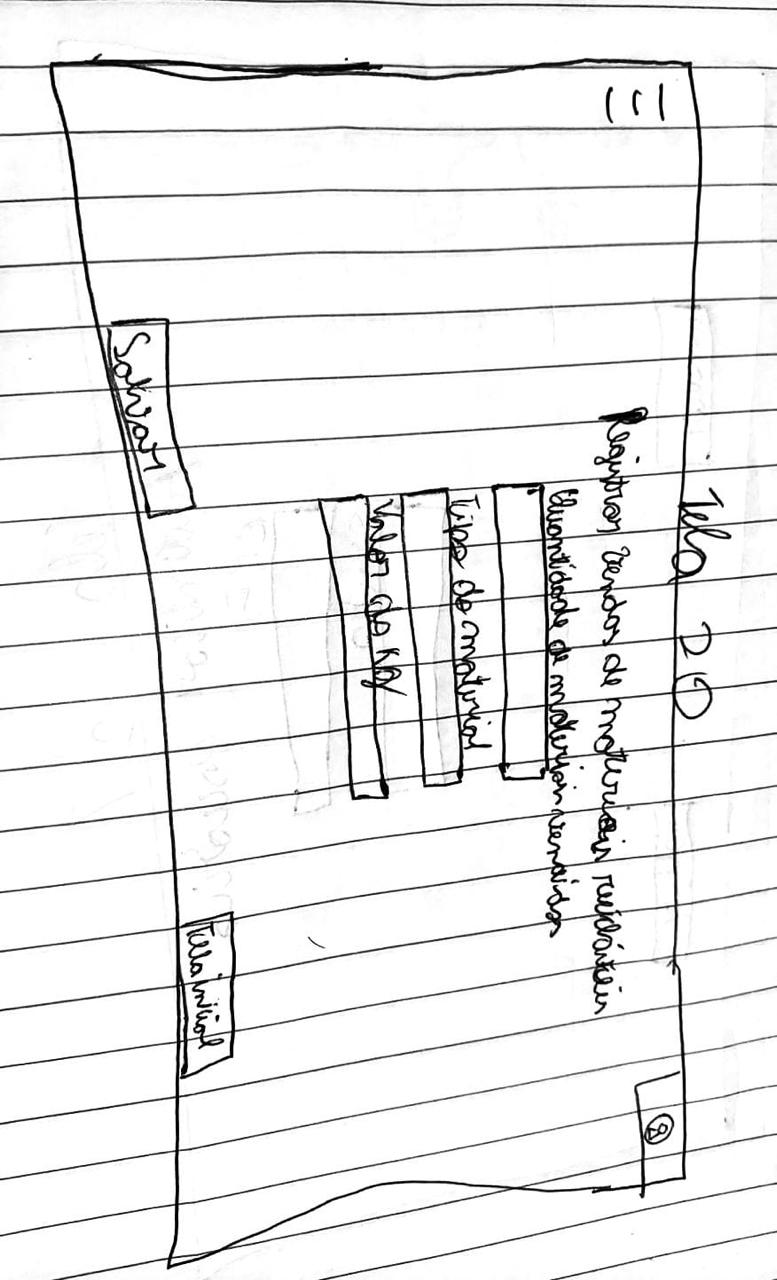 Tela 20
Registrar vendas de materiais recicláveis
Quantidade de materiais vendidos
Tipo de material
Valor do Kg
Salvar
Tela inicial